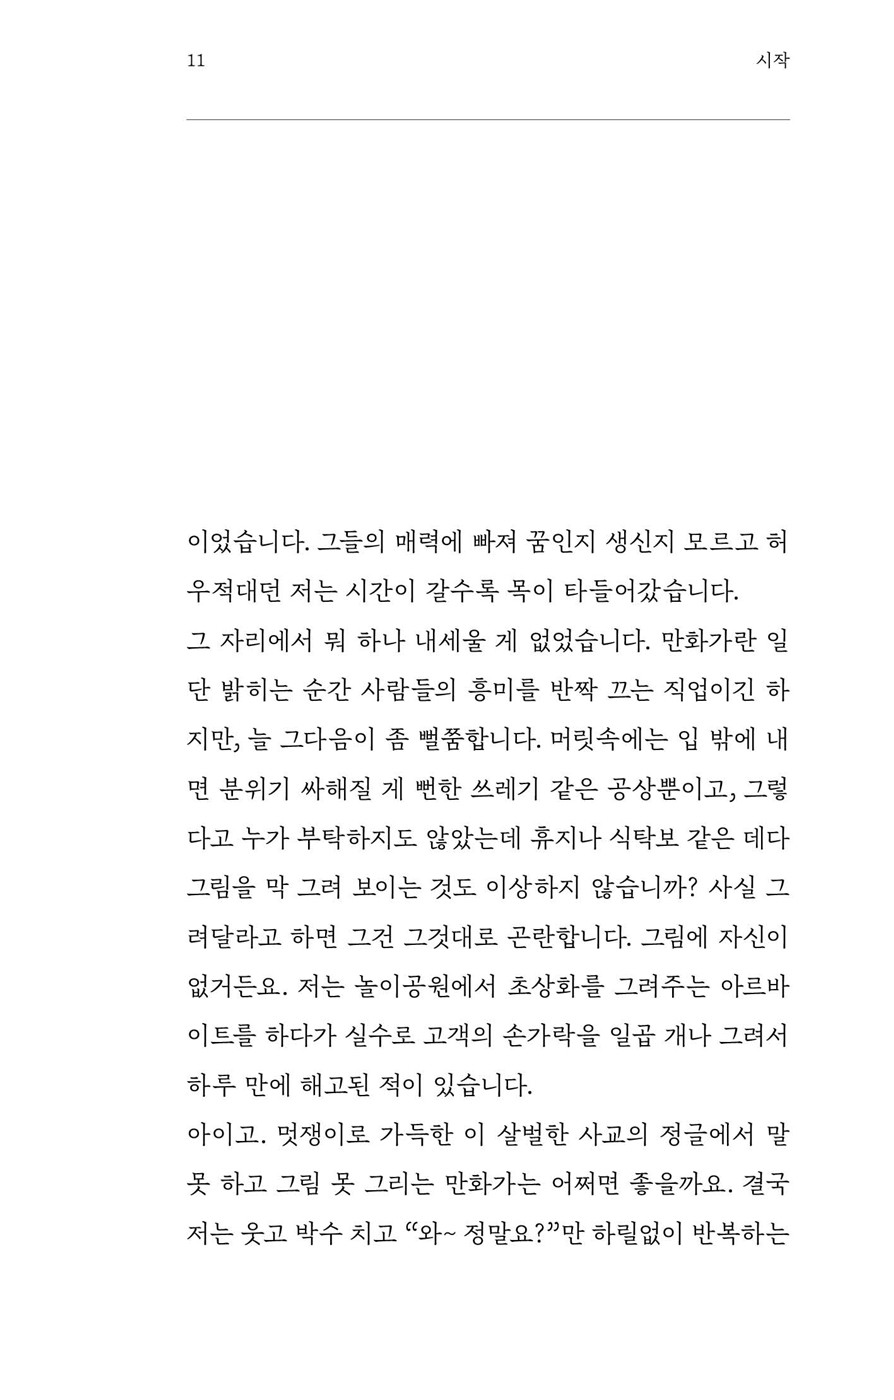 11 시작
이었습니다. 그들의 매력에 빠져 꿈인지 생신지 모르고 허
우적대던 저는 시간이 갈수록 목이 타들어갔습니다.
그 자리에서 뭐 하나 내세울 게 없었습니다. 만화가란 일
단 밝히는 순간 사람들의 흥미를 반짝 끄는 직업이긴 하
지만, 늘 그다음이 좀 뻘쭘합니다. 머릿속에는 입 밖에 내
면 분위기 싸해질 게 뻔한 쓰레기 같은 공상뿐이고, 그렇
다고 누가 부탁하지도 않았는데 휴지나 식탁보 같은 데다
그림을 막 그려 보이는 것도 이상하지 않습니까? 사실 그
려달라고 하면 그건 그것대로 곤란합니다. 그림에 자신이
없거든요. 저는 놀이공원에서 초상화를 그려주는 아르바
이트를 하다가 실수로 고객의 손가락을 일곱 개나 그려서
하루 만에 해고된 적이 있습니다.
아이고. 멋쟁이로 가득한 이 살벌한 사교의 정글에서 말
못 하고 그림 못 그리는 만화가는 어쩌면 좋을까요. 결국
저는 웃고 박수 치고 “와~ 정말요?”만 하릴없이 반복하는